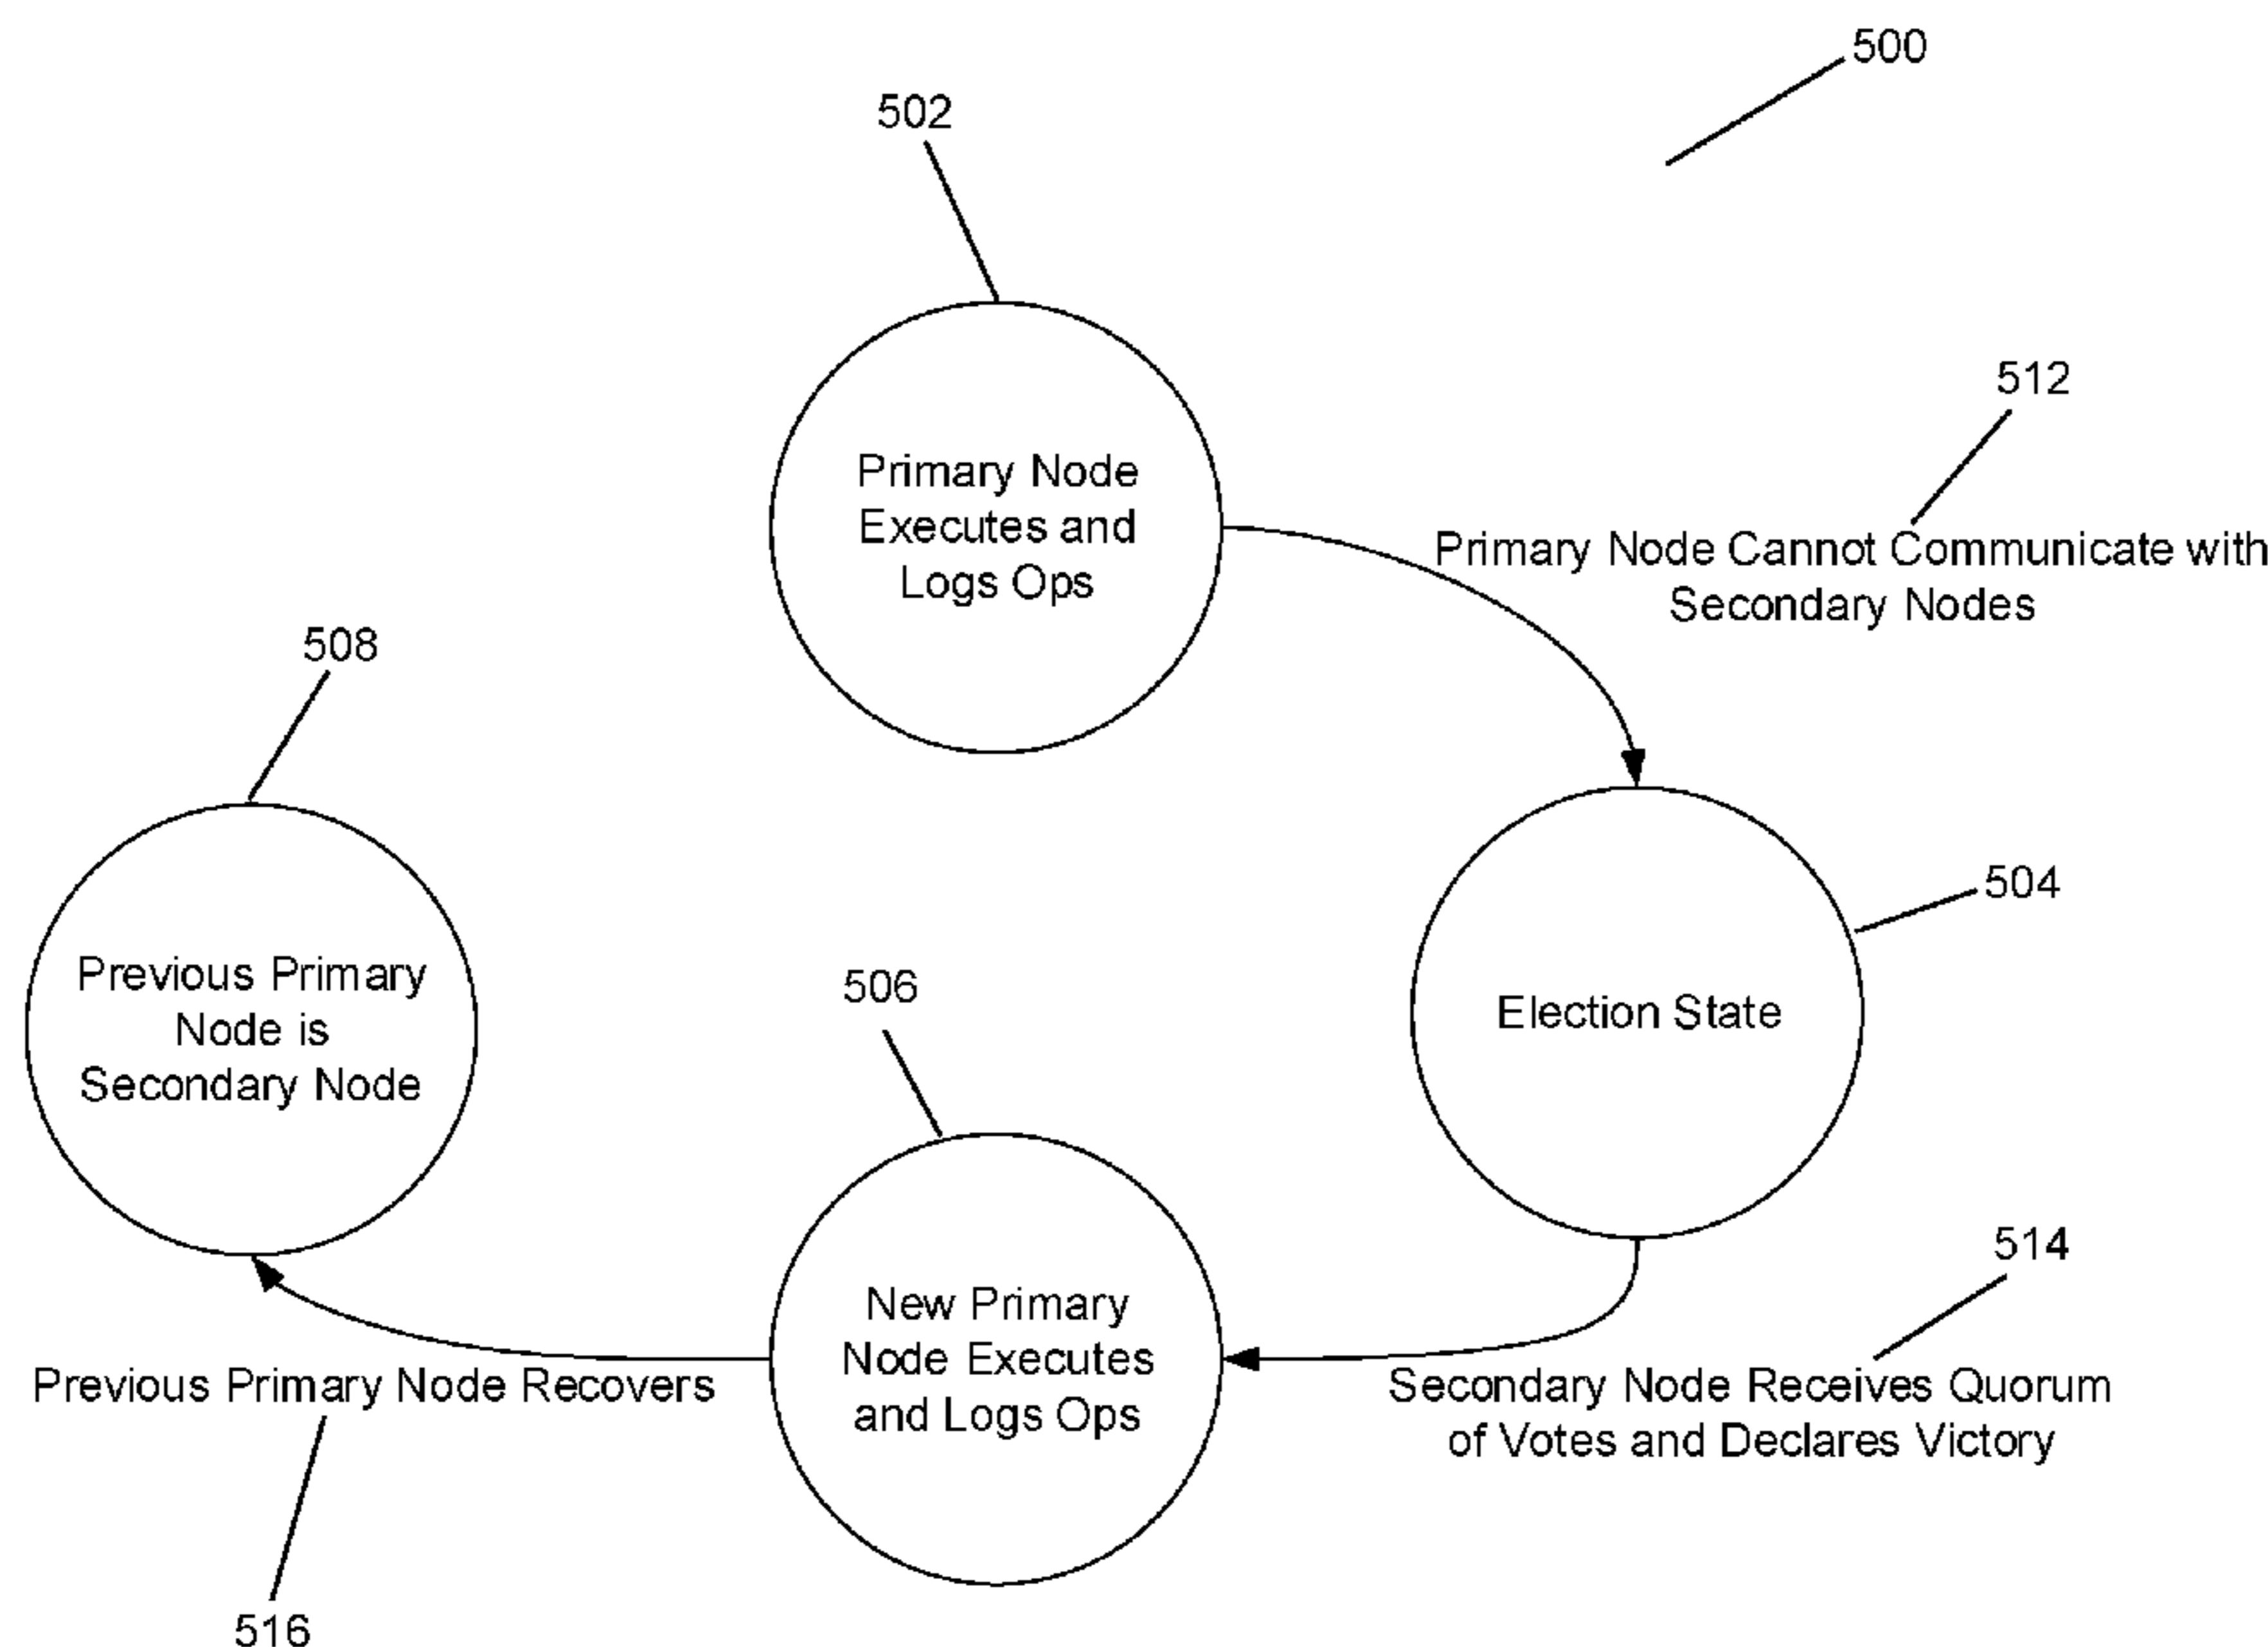 500
502
512
Primary Node
Executes and
Logs Ops
Primary Node Cannot Communicate with
Secondary Nodes
508
504
Previous Primary
Node is
Secondary Node
506
Election State
514
New Primary
Node Executes
and Logs Ops
Previous Primary Node Recovers
Secondary Node Receives Quorum
of Votes and Declares Victory
516